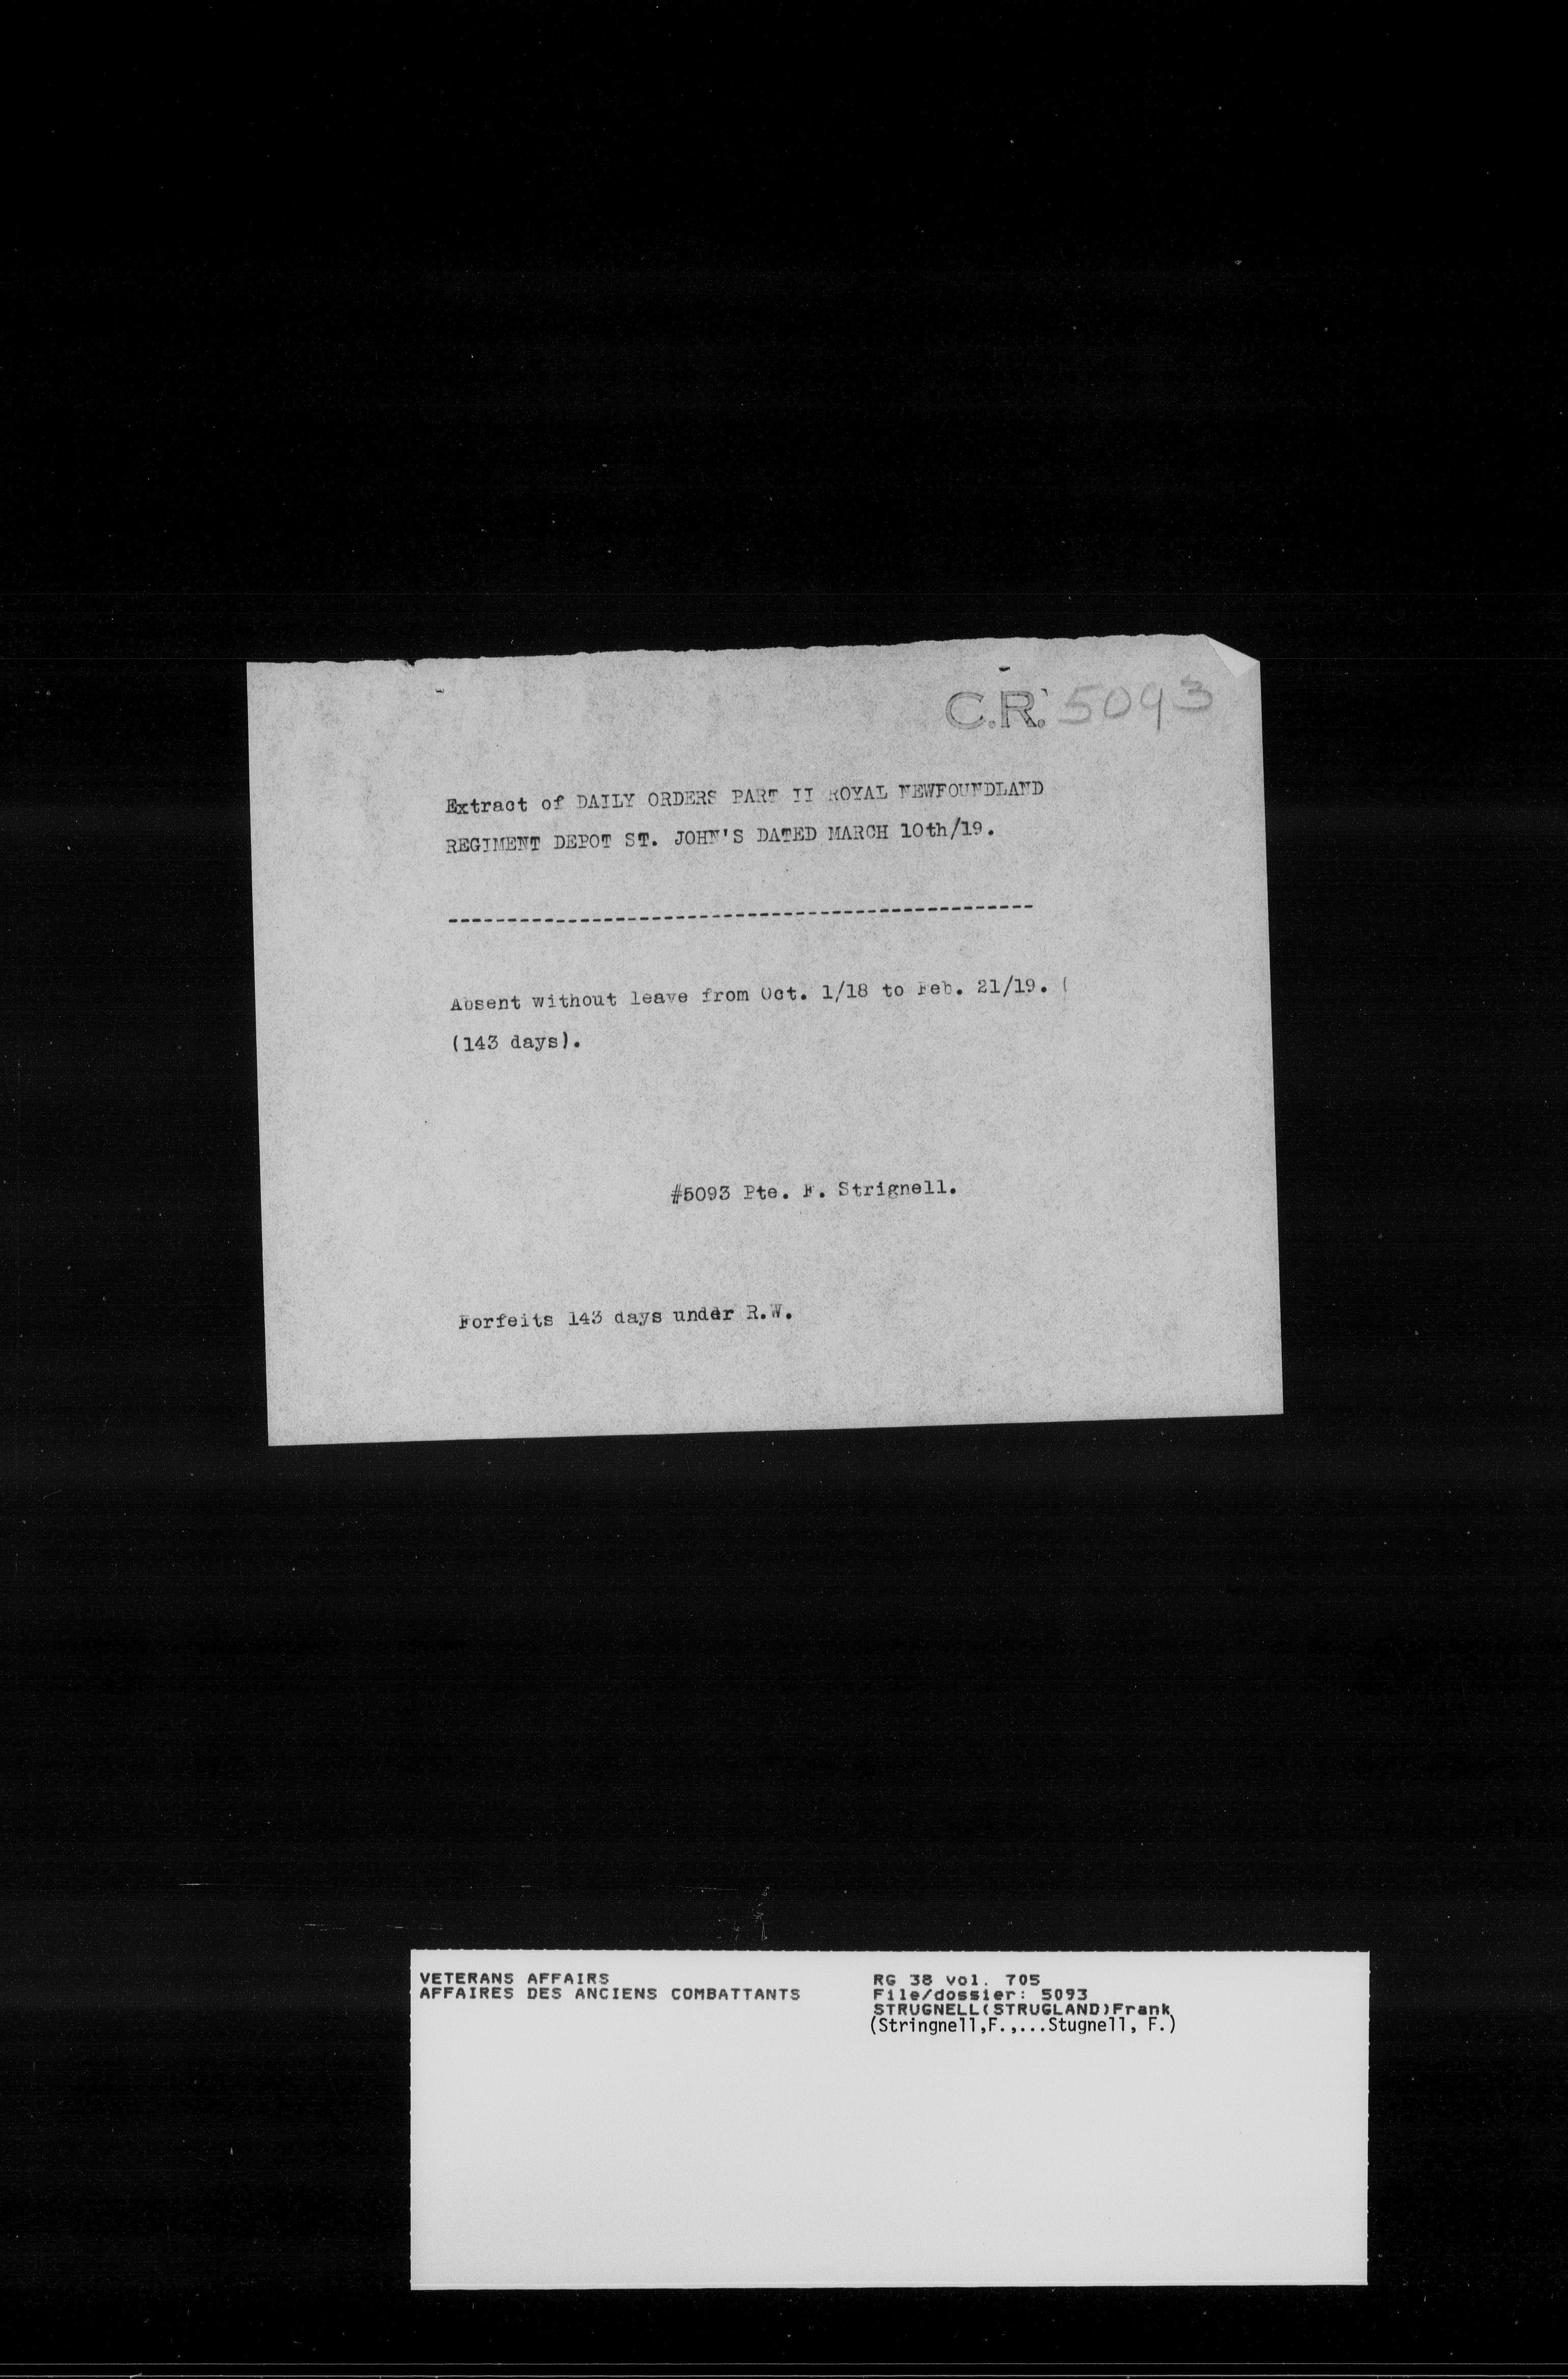 C.R. 5093
Extract of DAILY ORDERS PART II ROYAL NEWFOUNDLAND
REGIMENT DEPOT ST. JOHN'S DATED MARCH 10th/19.
-------------------------------------------------
Absent without leave from Oct. 1/18 to Feb. 21/19. (
(143 days).
#5093 Pte. F. Strignell.
Forfeits 143 days under R.W.
VETERANS AFFAIRS
AFFAIRES DES ANCIENS COMBATTANTS
RG 38 vol. 705
File/dossier: 5093
STRUGNELL(STRUGLAND)Frank
(Stringnell,F.,...Stugnell, F.)